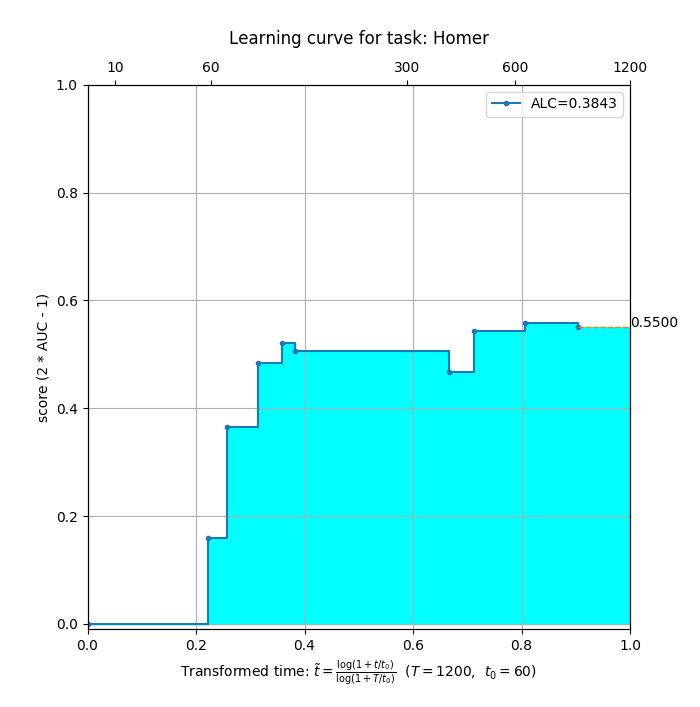 Learning curve for task: Homer
10 60 300 600 1200
1.0
ALC=0.3843
0.8
0.6
0.5500
score (2 * AUC - 1)
0.4
0.2
0.0
0.0 0.2 0.4 0.6 0.8 1.0
Transformed time: t̃ = log(1 + t/t₀) / log(1 + T/t₀) (T = 1200, t₀ = 60)